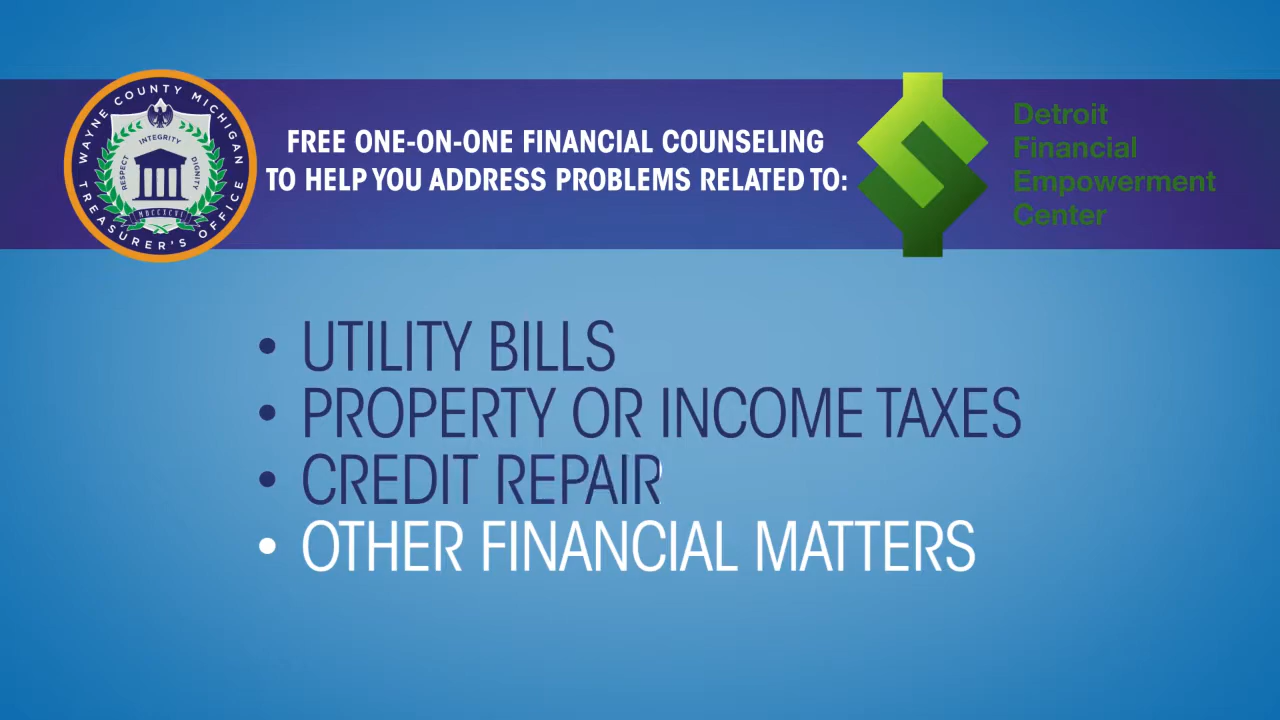 WAYNE COUNTY MICHIGAN
INTEGRITY
RESPECT
DIGNITY
MDCCXCVI
TREASURER'S OFFICE
FREE ONE-ON-ONE FINANCIAL COUNSELING
TO HELP YOU ADDRESS PROBLEMS RELATED TO:
Detroit
Financial
Empowerment
Center
• UTILITY BILLS
• PROPERTY OR INCOME TAXES
• CREDIT REPAIR
• OTHER FINANCIAL MATTERS